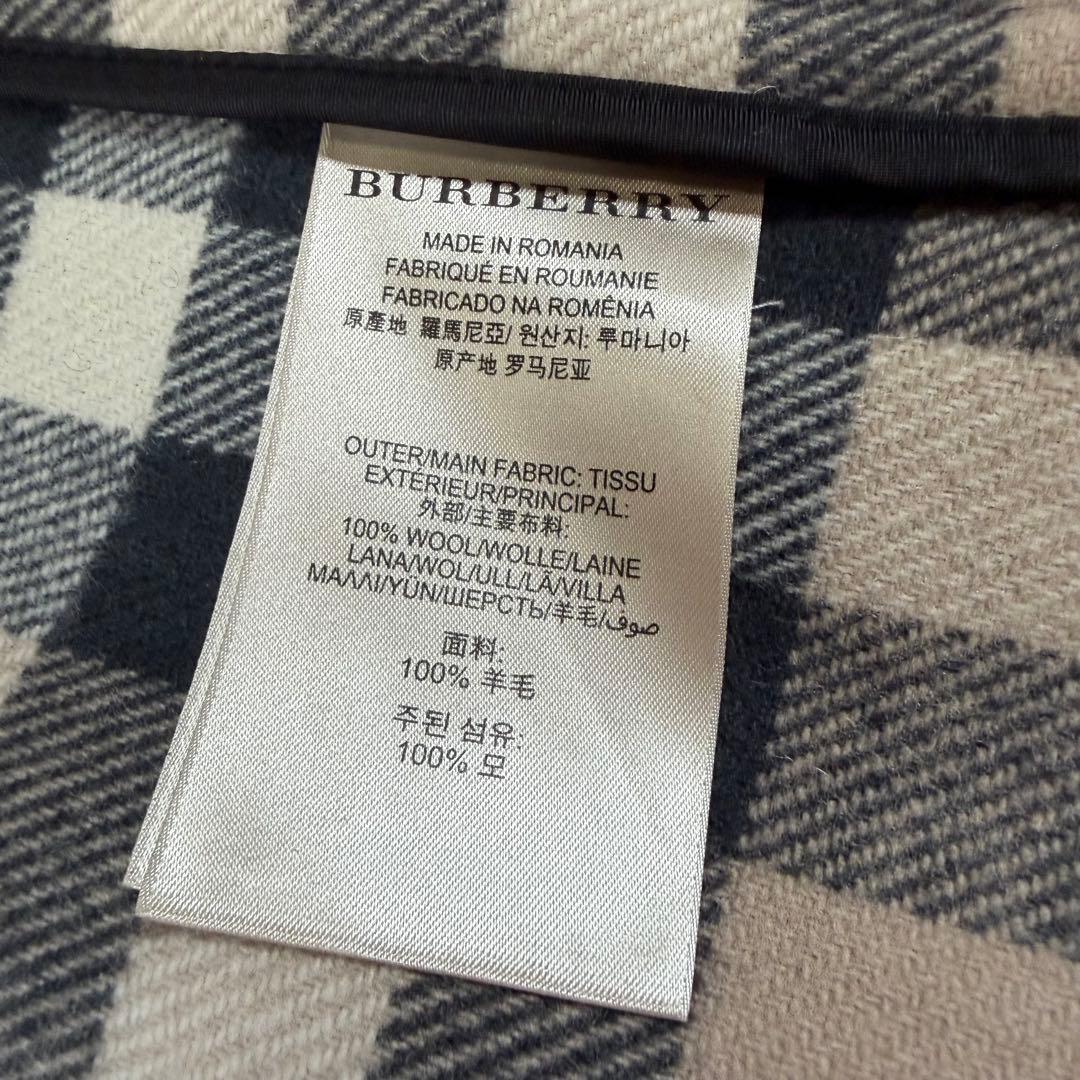 BURBERRY
MADE IN ROMANIA
FABRIQUÉ EN ROUMANIE
FABRICADO NA ROMÊNIA
原產地 羅馬尼亞/ 원산지: 루마니아
原产地 罗马尼亚
OUTER/MAIN FABRIC: TISSU
EXTERIEUR/PRINCIPAL:
外部/主要布料:
100% WOOL/WOLLE/LAINE
LANA/WOL/ULL/LÃ/VILLA
ΜΑΛΛΙ/YÜN/ШЕРСТЬ/羊毛/صوف
面料:
100% 羊毛
주된 섬유:
100% 모